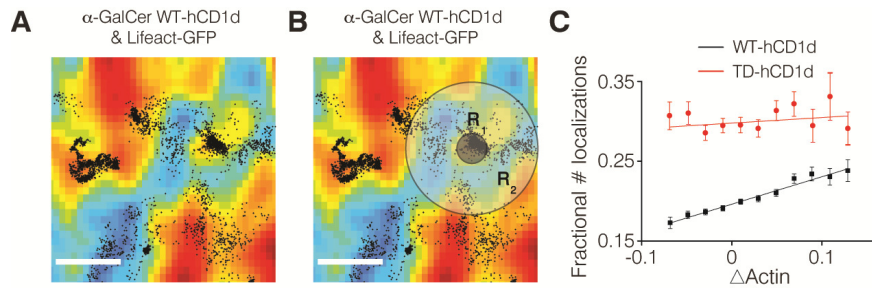 A
α-GalCer WT-hCD1d
& Lifeact-GFP
B
α-GalCer WT-hCD1d
& Lifeact-GFP
R1
R2
C
WT-hCD1d
TD-hCD1d
Fractional # localizations
0.35
0.25
0.15
-0.1
0
0.1
△Actin